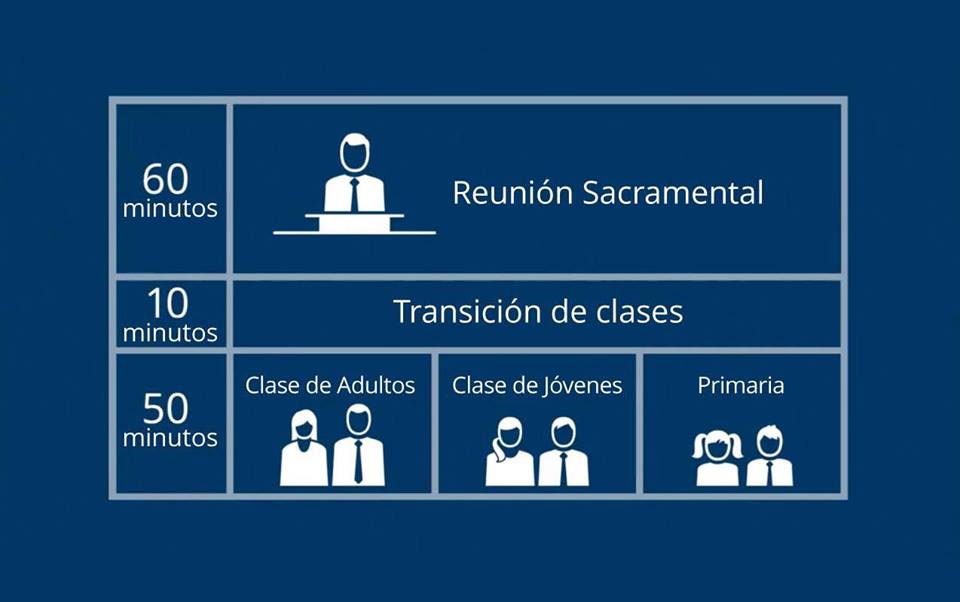 60
minutos
Reunión Sacramental
10
minutos
Transición de clases
50
minutos
Clase de Adultos
Clase de Jóvenes
Primaria